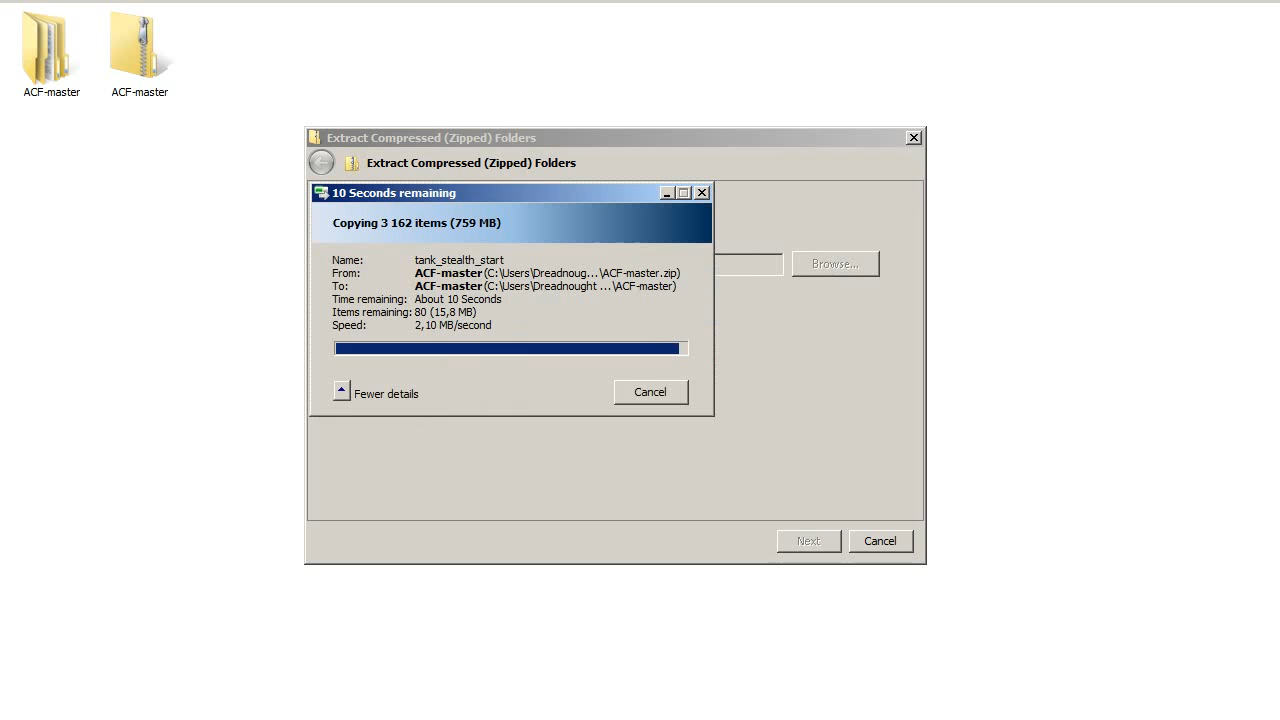 ACF-master ACF-master
Extract Compressed (Zipped) Folders
Extract Compressed (Zipped) Folders
10 Seconds remaining
Copying 3 162 items (759 MB)
Name: tank_stealth_start
From: ACF-master (C:\Users\Dreadnoug...\ACF-master.zip)
To: ACF-master (C:\Users\Dreadnought ...\ACF-master)
Time remaining: About 10 Seconds
Items remaining: 80 (15,8 MB)
Speed: 2,10 MB/second
Browse...
Fewer details Cancel
Next Cancel